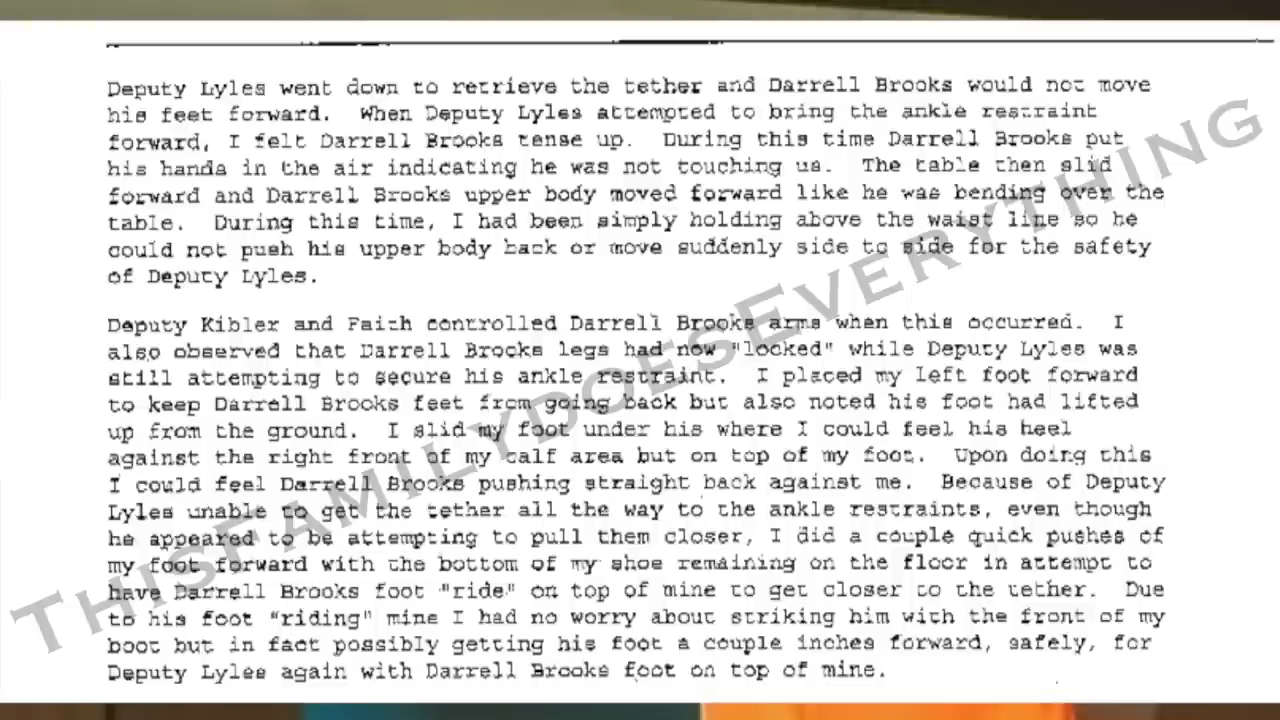 Deputy Lyles went down to retrieve the tether and Darrell Brooks would not move
his feet forward. When Deputy Lyles attempted to bring the ankle restraint
forward, I felt Darrell Brooks tense up. During this time Darrell Brooks put
his hands in the air indicating he was not touching us. The table then slid
forward and Darrell Brooks upper body moved forward like he was bending over the
table. During this time, I had been simply holding above the waist line so he
could not push his upper body back or move suddenly side to side for the safety
of Deputy Lyles.
Deputy Kibler and Faith controlled Darrell Brooks arms when this occurred. I
also observed that Darrell Brooks legs had now "locked" while Deputy Lyles was
still attempting to secure his ankle restraint. I placed my left foot forward
to keep Darrell Brooks feet from going back but also noted his foot had lifted
up from the ground. I slid my foot under his where I could feel his heel
against the right front of my calf area but on top of my foot. Upon doing this
I could feel Darrell Brooks pushing straight back against me. Because of Deputy
Lyles unable to get the tether all the way to the ankle restraints, even though
he appeared to be attempting to pull them closer, I did a couple quick pushes of
my foot forward with the bottom of my shoe remaining on the floor in attempt to
have Darrell Brooks foot "ride" on top of mine to get closer to the tether. Due
to his foot "riding" mine I had no worry about striking him with the front of my
boot but in fact possibly getting his foot a couple inches forward, safely, for
Deputy Lyles again with Darrell Brooks foot on top of mine.
THISFAMILYDOESEVERYTHING